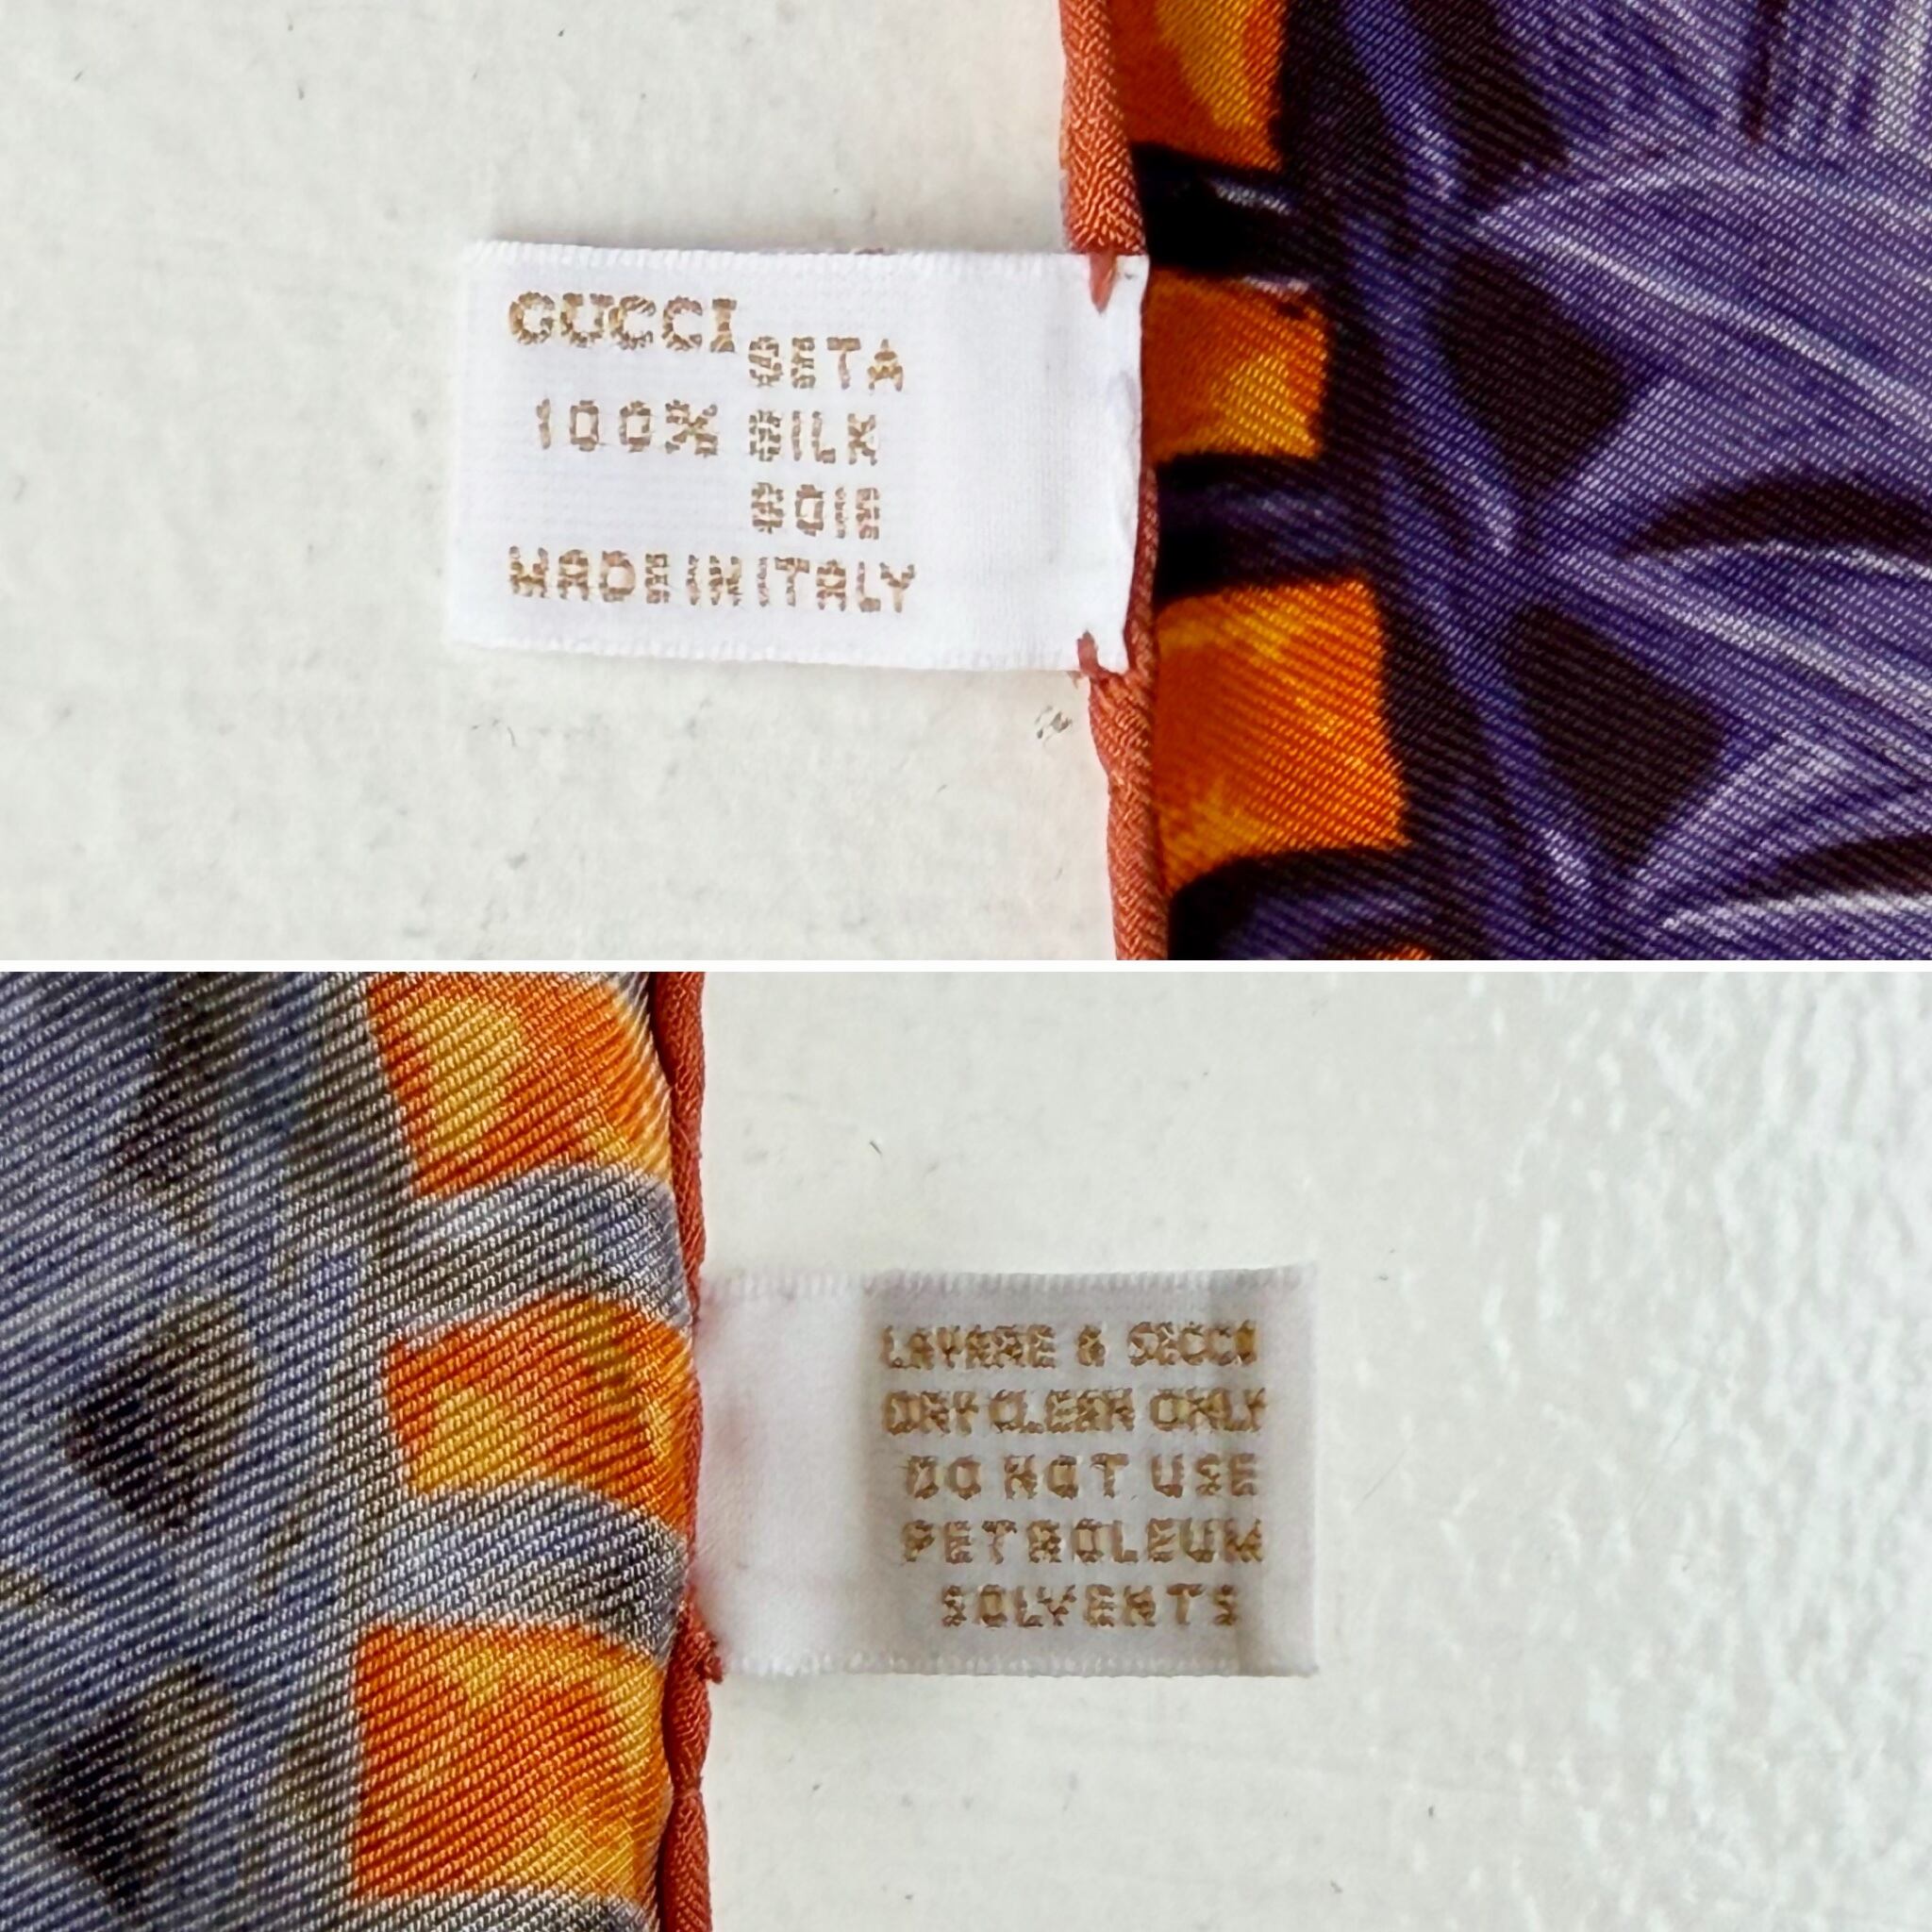 GUCCI
SETA
100% SILK
SOIE
MADE IN ITALY
LAVARE A SECCO
DRY CLEAN ONLY
DO NOT USE
PETROLEUM
SOLVENTS